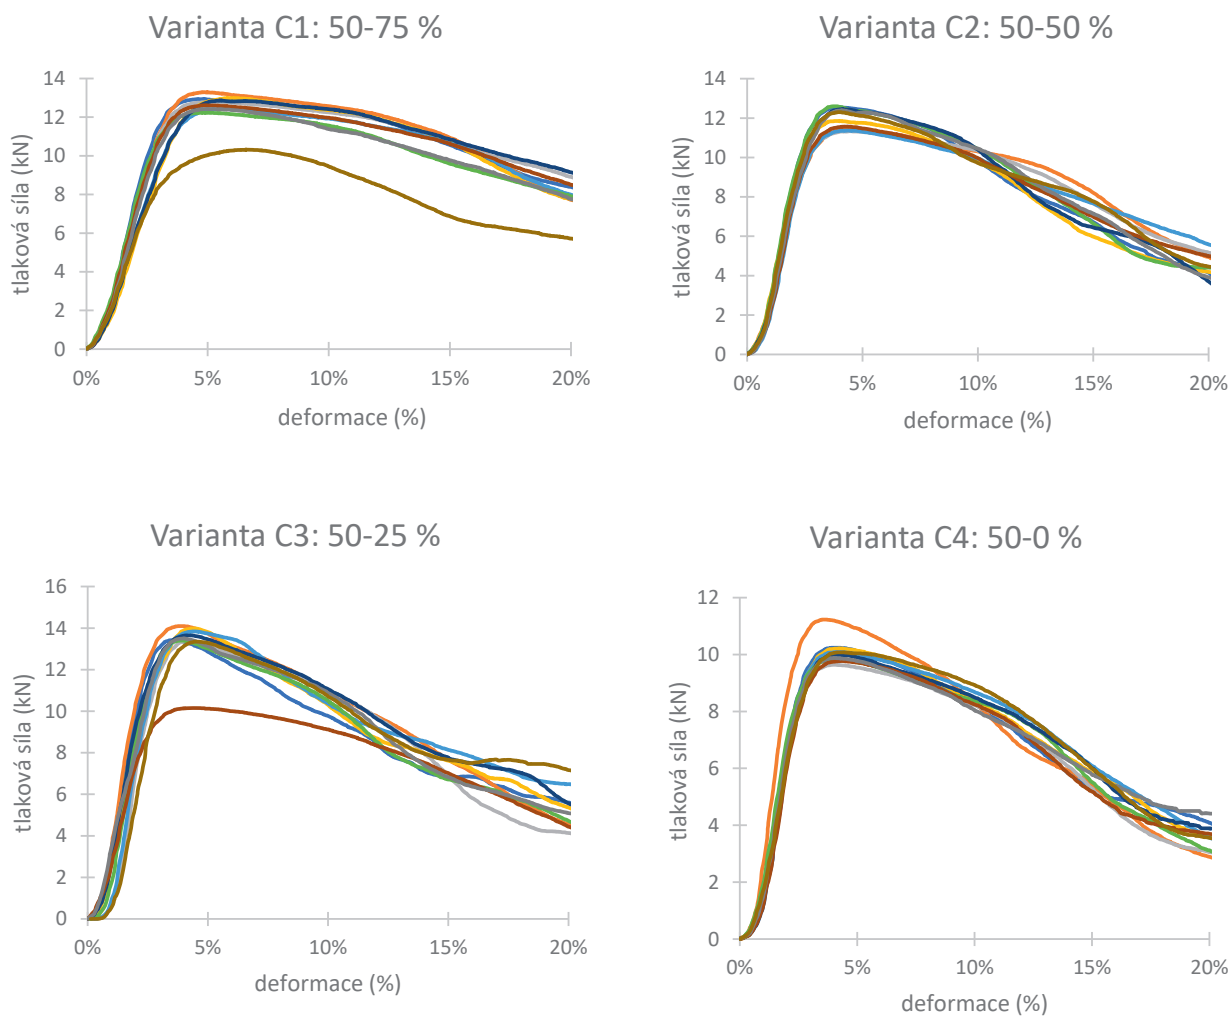 Varianta C1: 50-75 %
14
12
10
8
6
4
2
0
tlaková síla (kN)
0% 5% 10% 15% 20%
deformace (%)
Varianta C2: 50-50 %
14
12
10
8
6
4
2
0
tlaková síla (kN)
0% 5% 10% 15% 20%
deformace (%)
Varianta C3: 50-25 %
16
14
12
10
8
6
4
2
0
tlaková síla (kN)
0% 5% 10% 15% 20%
deformace (%)
Varianta C4: 50-0 %
12
10
8
6
4
2
0
tlaková síla (kN)
0% 5% 10% 15% 20%
deformace (%)